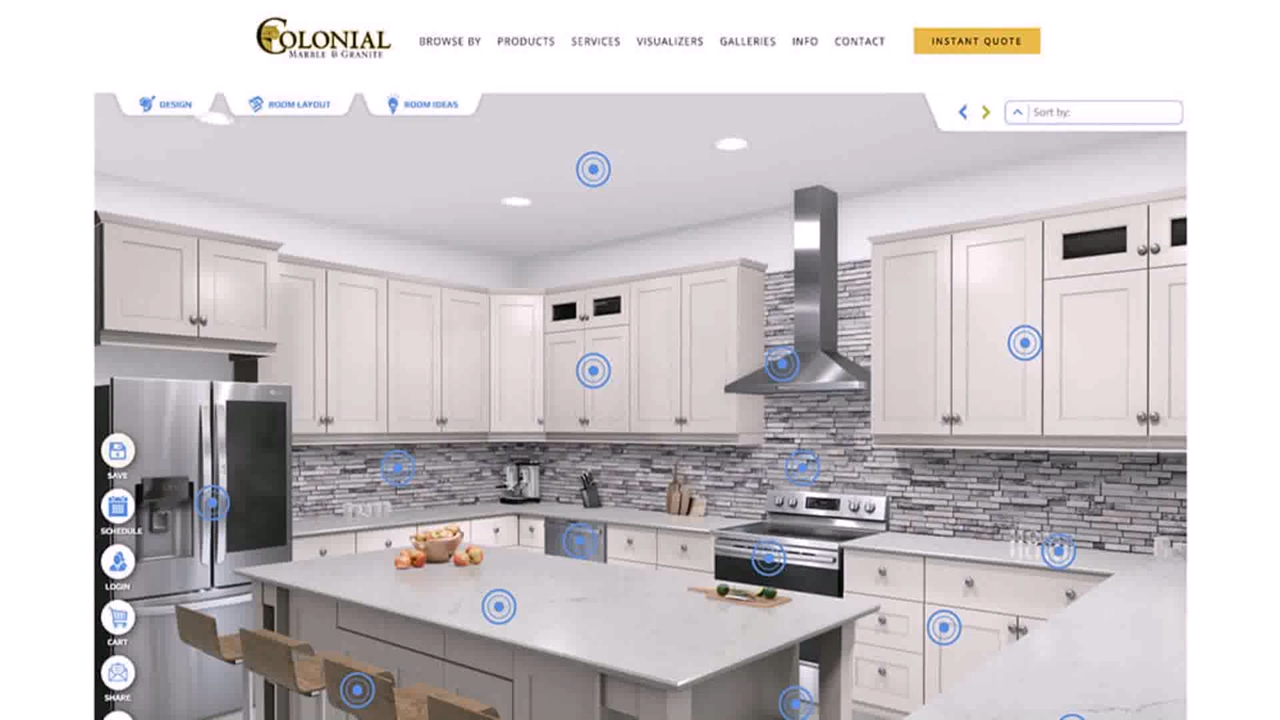 COLONIAL
MARBLE & GRANITE
BROWSE BY PRODUCTS SERVICES VISUALIZERS GALLERIES INFO CONTACT
INSTANT QUOTE
DESIGN ROOM LAYOUT ROOM IDEAS
Sort by:
SAVE
SCHEDULE
LOGIN
CART
SHARE